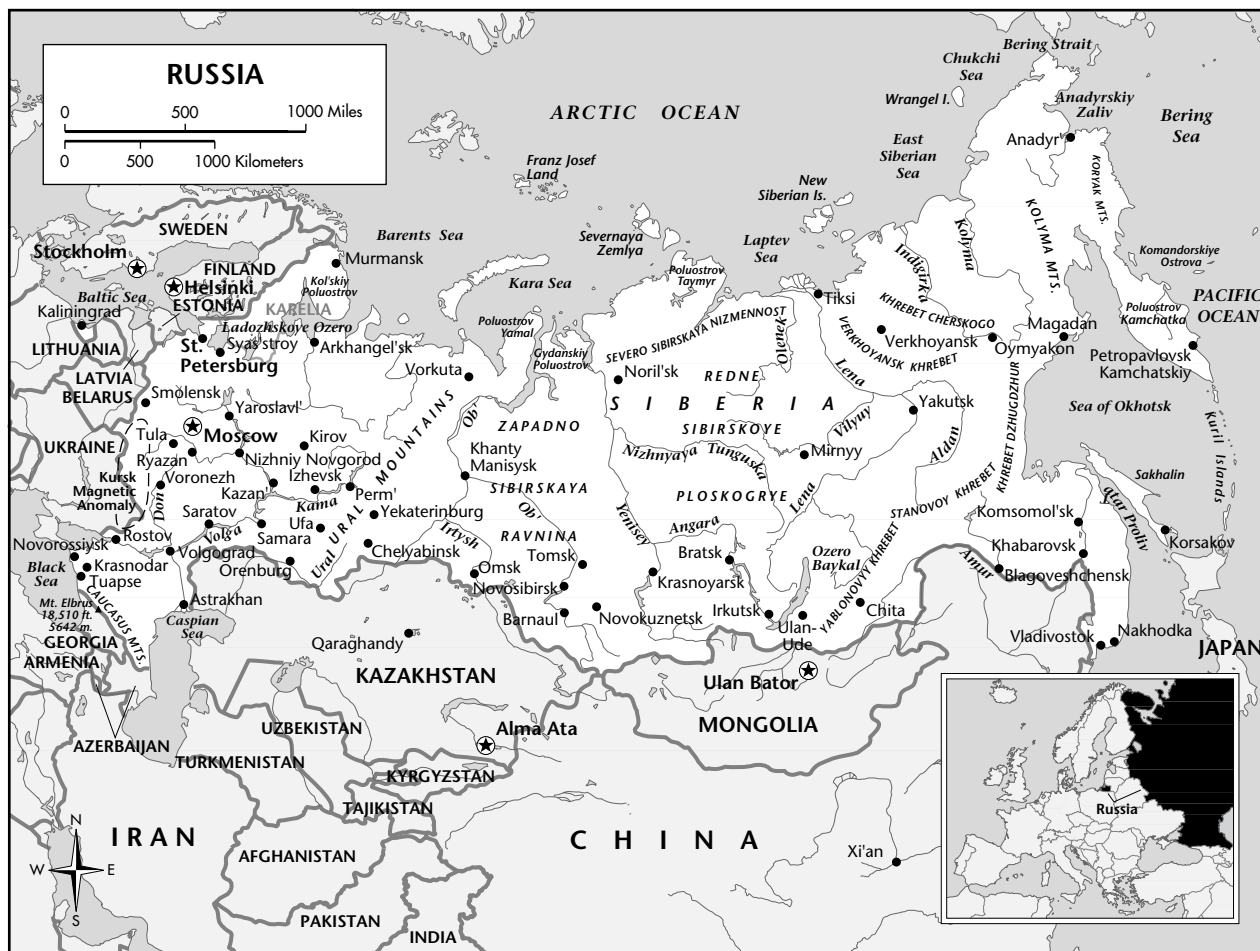 RUSSIA
0 500 1000 Miles
0 500 1000 Kilometers
ARCTIC OCEAN
Chukchi
Sea
Bering Strait
Wrangel I.
Anadyrskiy
Zaliv
Bering
Sea
East
Siberian
Sea
Anadyr'
KORYAK MTS.
Franz Josef
Land
New
Siberian Is.
Severnaya
Zemlya
Laptev
Sea
Barents Sea
Kara Sea
SWEDEN
Stockholm
FINLAND
Helsinki
ESTONIA
Baltic Sea
Kaliningrad
LITHUANIA
LATVIA
BELARUS
UKRAINE
Murmansk
Kol'skiy
Poluostrov
KARELIA
Ladozhskoye Ozero
St.
Petersburg
Syas'stroy
Arkhangel'sk
Poluostrov
Yamal
Gydanskiy
Poluostrov
Poluostrov
Taymyr
SEVERO SIBIRSKAYA NIZMENNOST
Olenek
Tiksi
Indigirka
Kolyma
KOLYMA MTS.
Komandorskiye
Ostrova
PACIFIC
OCEAN
Poluostrov
Kamchatka
Petropavlovsk
Kamchatskiy
KHREBET CHERSKOGO
Verkhoyansk
VERKHOYANSK KHREBET
Oymyakon
Magadan
Sea of Okhotsk
Kuril Islands
Vorkuta
Noril'sk
REDNE
SIBERIA
SIBIRSKOYE
PLOSKOGRYE
Lena
Vilyuy
Yakutsk
Aldan
KHREBET DZHUGDZHUR
Smolensk
Yaroslavl'
Moscow
Tula
Ryazan'
Kirov
Nizhniy Novgorod
Izhevsk
Voronezh
Kursk
Magnetic
Anomaly
Don
Kazan'
Kama
Perm'
URAL MOUNTAINS
Ob'
ZAPADNO
SIBIRSKAYA
RAVNINA
Khanty
Manisysk
Nizhnyaya Tunguska
Mirnyy
Lena
Saratov
Volga
Samara
Ufa
Yekaterinburg
Chelyabinsk
Irtysh
Ob'
Tomsk
Yenisey
Angara
Bratsk
Ozero
Baykal
STANOVOY KHREBET
YABLONOVYY KHREBET
Amur
Komsomol'sk
Khabarovsk
Blagoveshchensk
Sakhalin
atar Proliv
Korsakov
Novorossiysk
Rostov
Volgograd
Orenburg
Ural
Omsk
Novosibirsk
Barnaul
Novokuznetsk
Krasnoyarsk
Irkutsk
Ulan-
Ude
Chita
Black
Sea
Krasnodar
Tuapse
Mt. Elbrus
18,510 ft.
5642 m.
CAUCASUS MTS.
Astrakhan
Caspian
Sea
GEORGIA
ARMENIA
Qaraghandy
KAZAKHSTAN
Ulan Bator
MONGOLIA
Vladivostok
Nakhodka
JAPAN
AZERBAIJAN
UZBEKISTAN
TURKMENISTAN
Alma Ata
KYRGYZSTAN
TAJIKISTAN
IRAN
AFGHANISTAN
PAKISTAN
INDIA
CHINA
Xi'an
Russia
N
W E
S